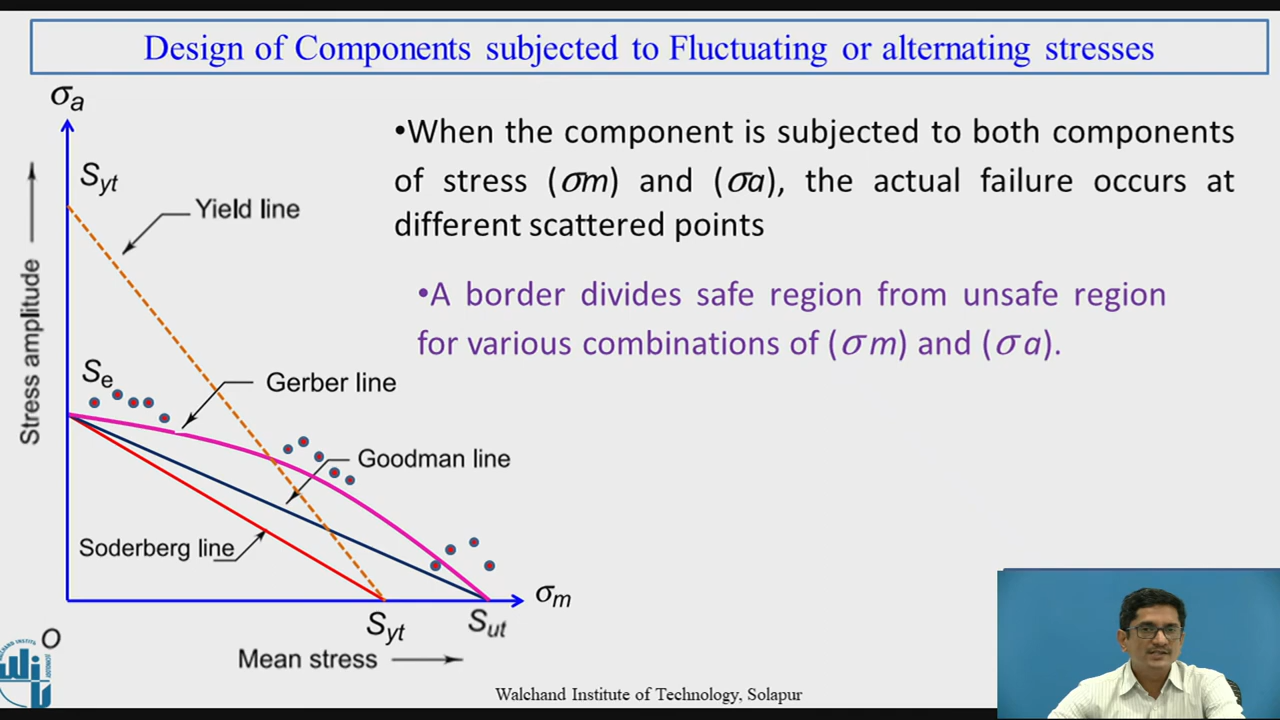 Design of Components subjected to Fluctuating or alternating stresses
σa
•When the component is subjected to both components
of stress (σm) and (σa), the actual failure occurs at
different scattered points
•A border divides safe region from unsafe region
for various combinations of (σ m) and (σ a).
Syt
Yield line
Stress amplitude
Se
Gerber line
Goodman line
Soderberg line
σm
Syt
Sut
O
Mean stress
Walchand Institute of Technology, Solapur